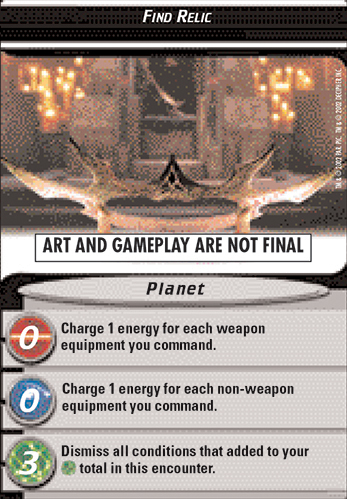 FIND RELIC
ART AND GAMEPLAY ARE NOT FINAL
Planet
0 Charge 1 energy for each weapon
equipment you command.
0 Charge 1 energy for each non-weapon
equipment you command.
3 Dismiss all conditions that added to your
total in this encounter.